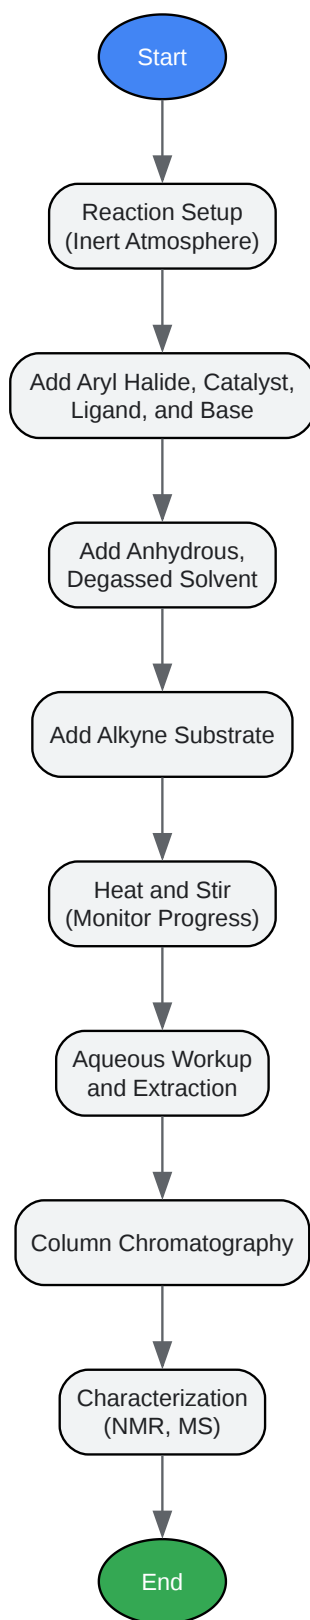 Start
Reaction Setup
(Inert Atmosphere)
Add Aryl Halide, Catalyst,
Ligand, and Base
Add Anhydrous,
Degassed Solvent
Add Alkyne Substrate
Heat and Stir
(Monitor Progress)
Aqueous Workup
and Extraction
Column Chromatography
Characterization
(NMR, MS)
End